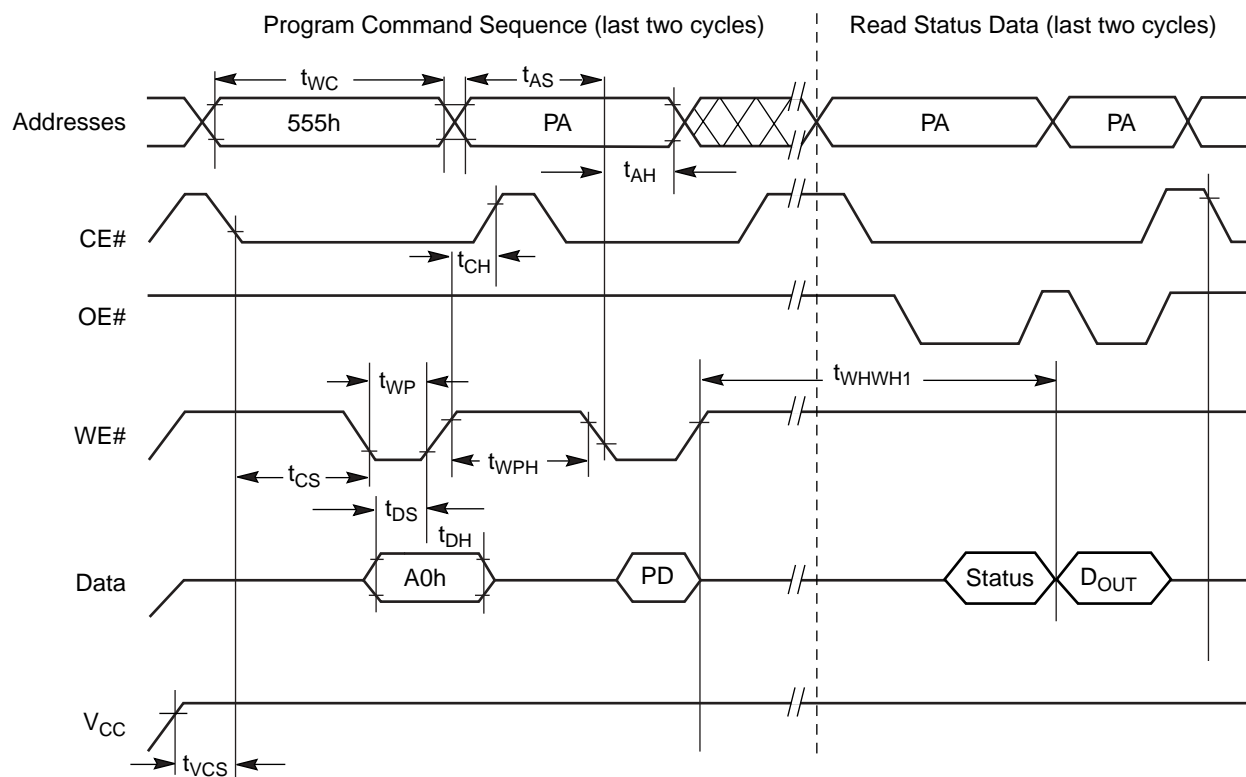 Program Command Sequence (last two cycles)
Read Status Data (last two cycles)
tWC
tAS
Addresses
555h
PA
PA
PA
tAH
CE#
tCH
OE#
tWP
tWHWH1
WE#
tCS
tWPH
tDS
tDH
Data
A0h
PD
Status
DOUT
VCC
tVCS